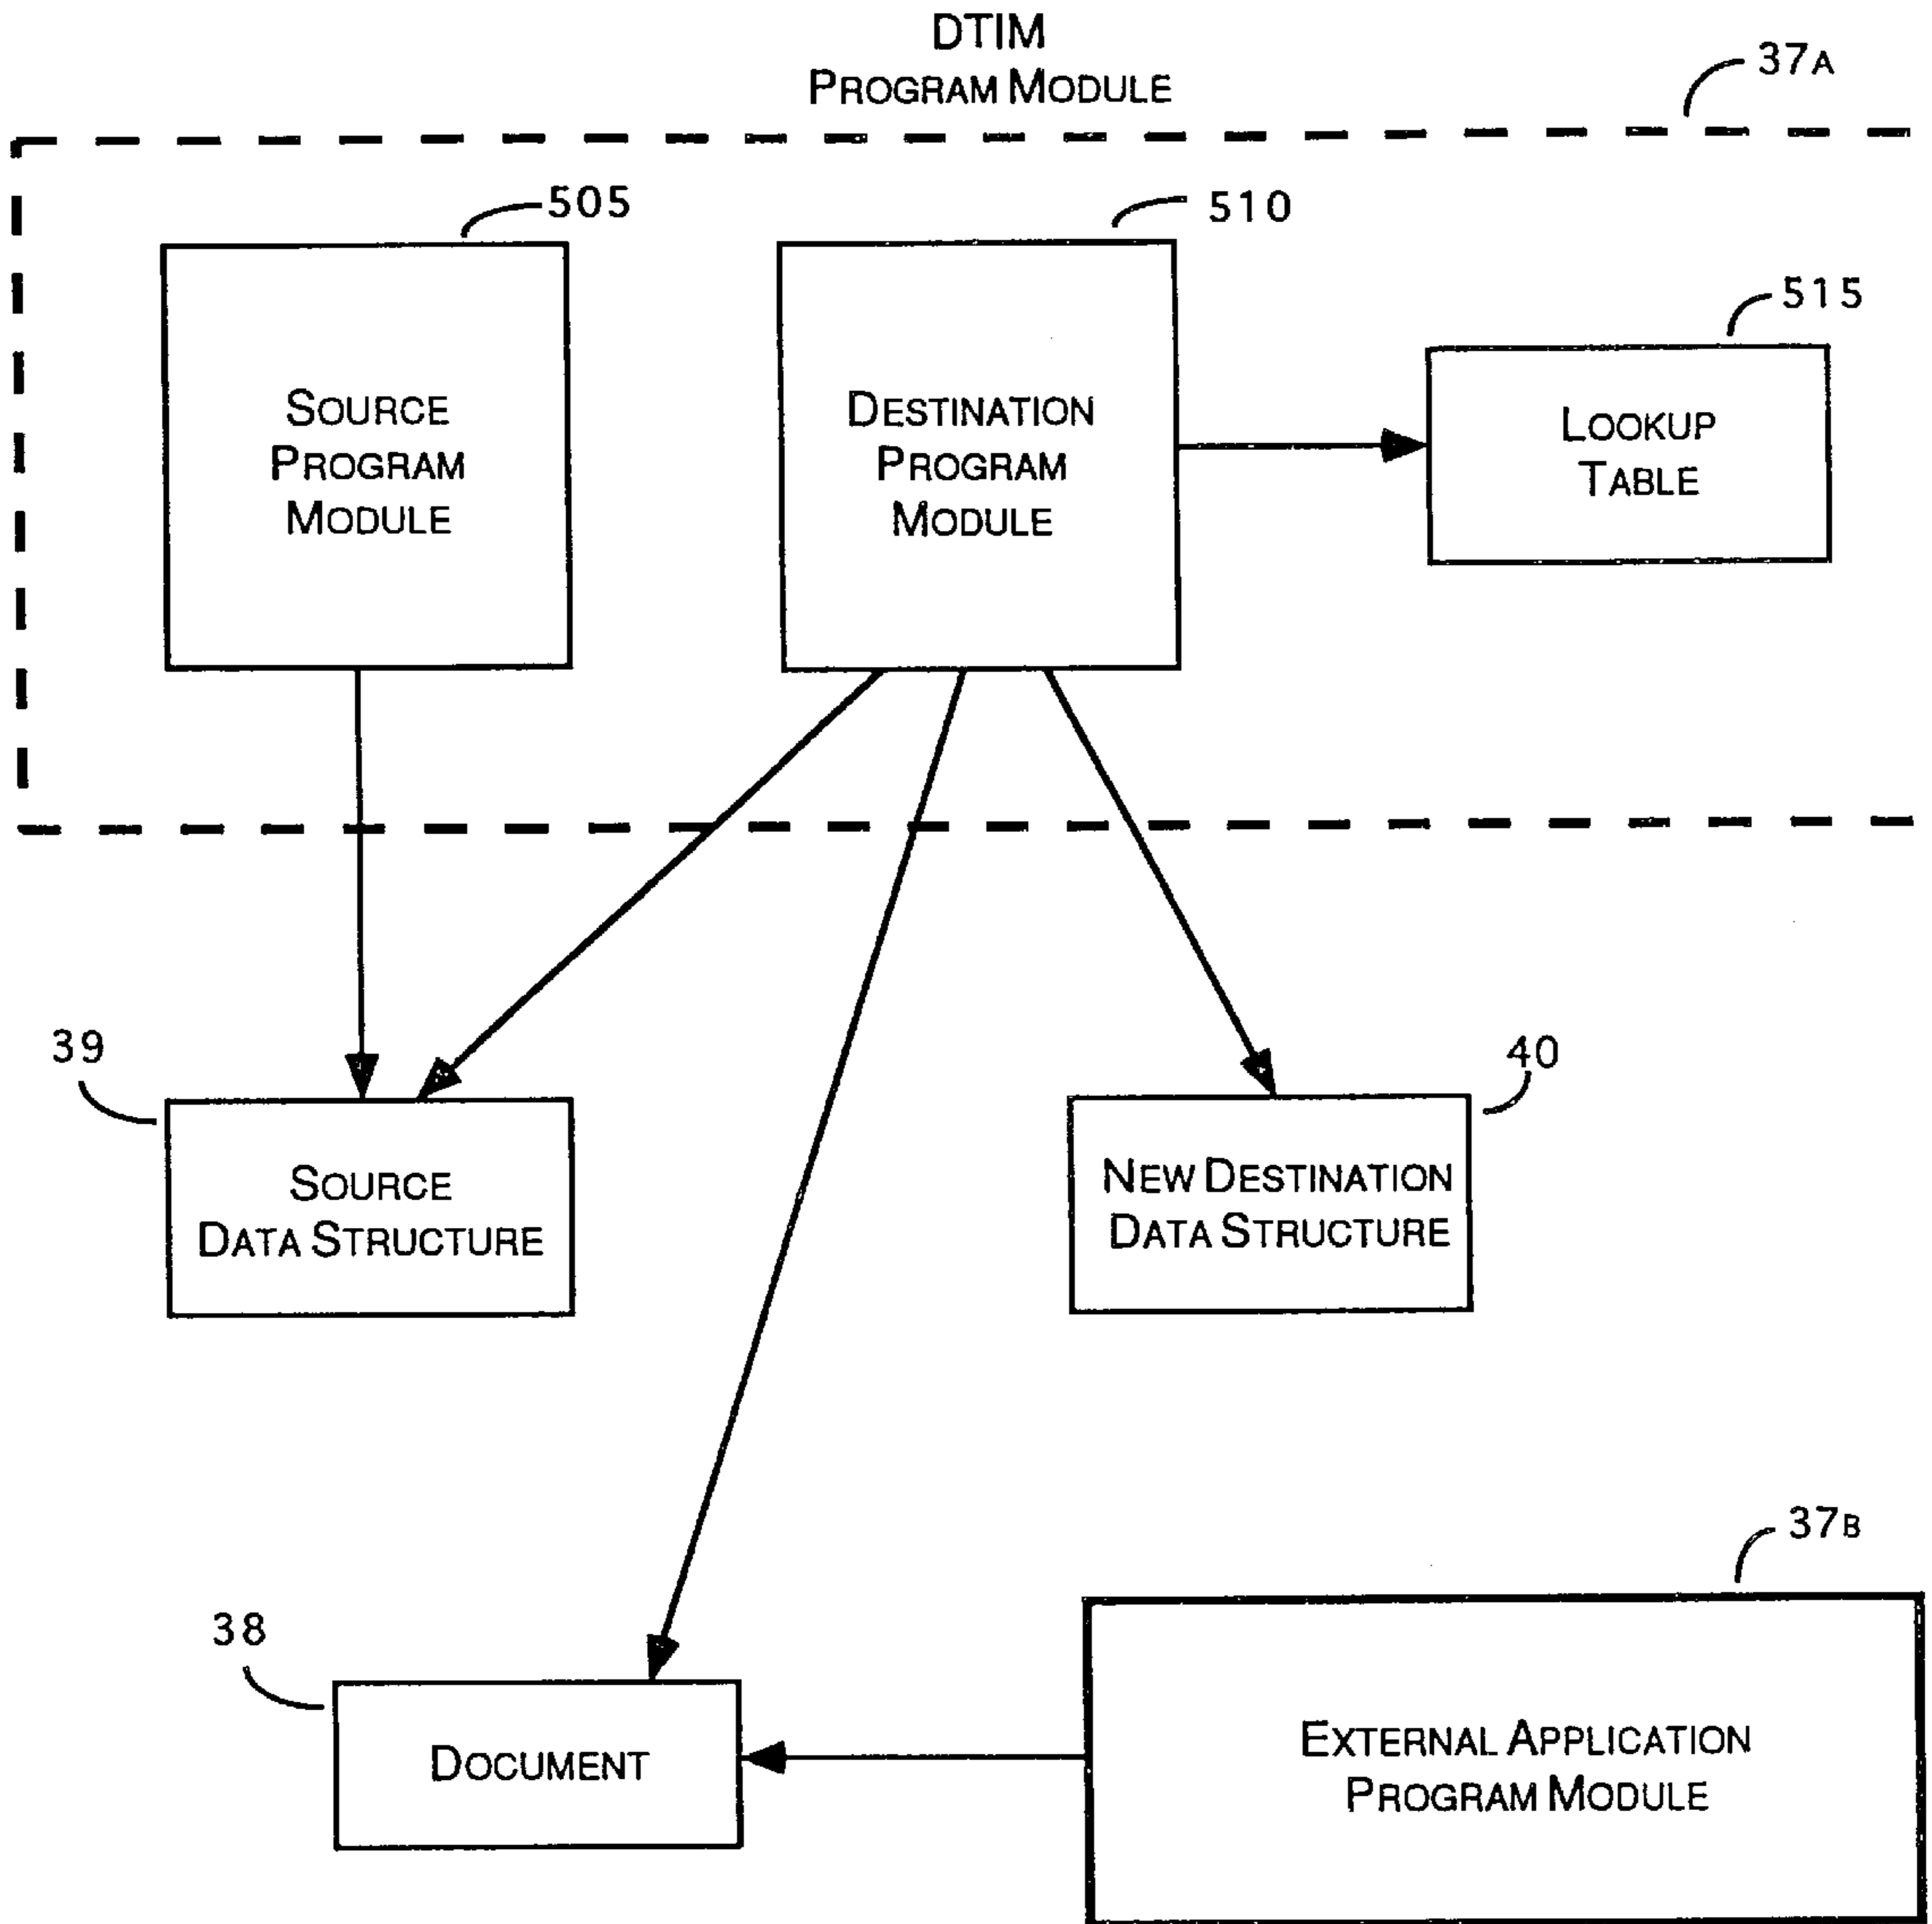 DTIM
PROGRAM MODULE
37A
505
510
515
SOURCE
PROGRAM
MODULE
DESTINATION
PROGRAM
MODULE
LOOKUP
TABLE
39
40
SOURCE
DATA STRUCTURE
NEW DESTINATION
DATA STRUCTURE
37B
38
DOCUMENT
EXTERNAL APPLICATION
PROGRAM MODULE